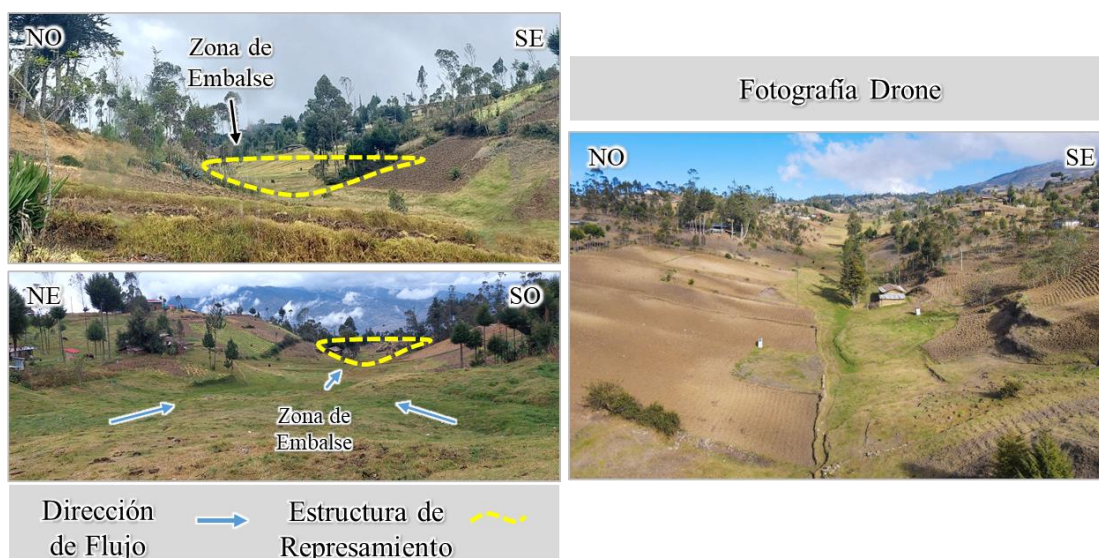 NO
SE
Zona de
Embalse
NE
SO
Zona de
Embalse
Dirección
de Flujo
Estructura de
Represamiento
Fotografía Drone
NO
SE